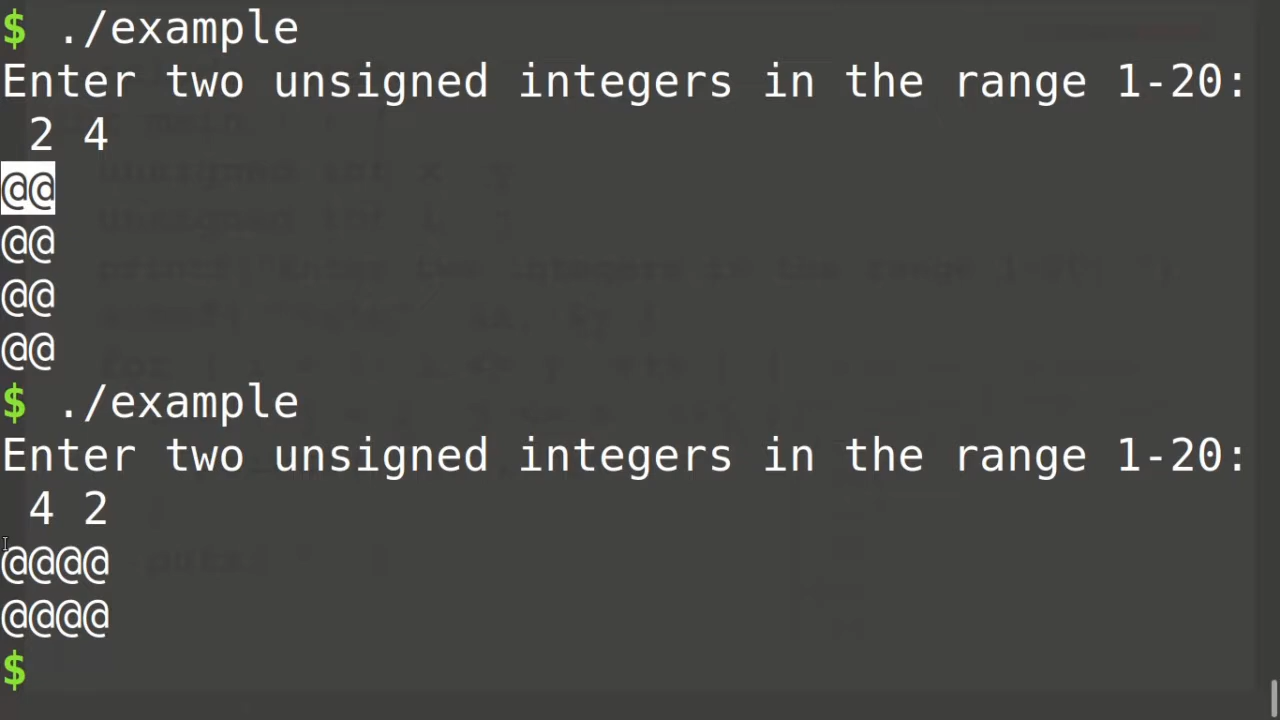 $ ./example
Enter two unsigned integers in the range 1-20:
2 4
@@
@@
@@
@@
$ ./example
Enter two unsigned integers in the range 1-20:
4 2
@@@@
@@@@
$